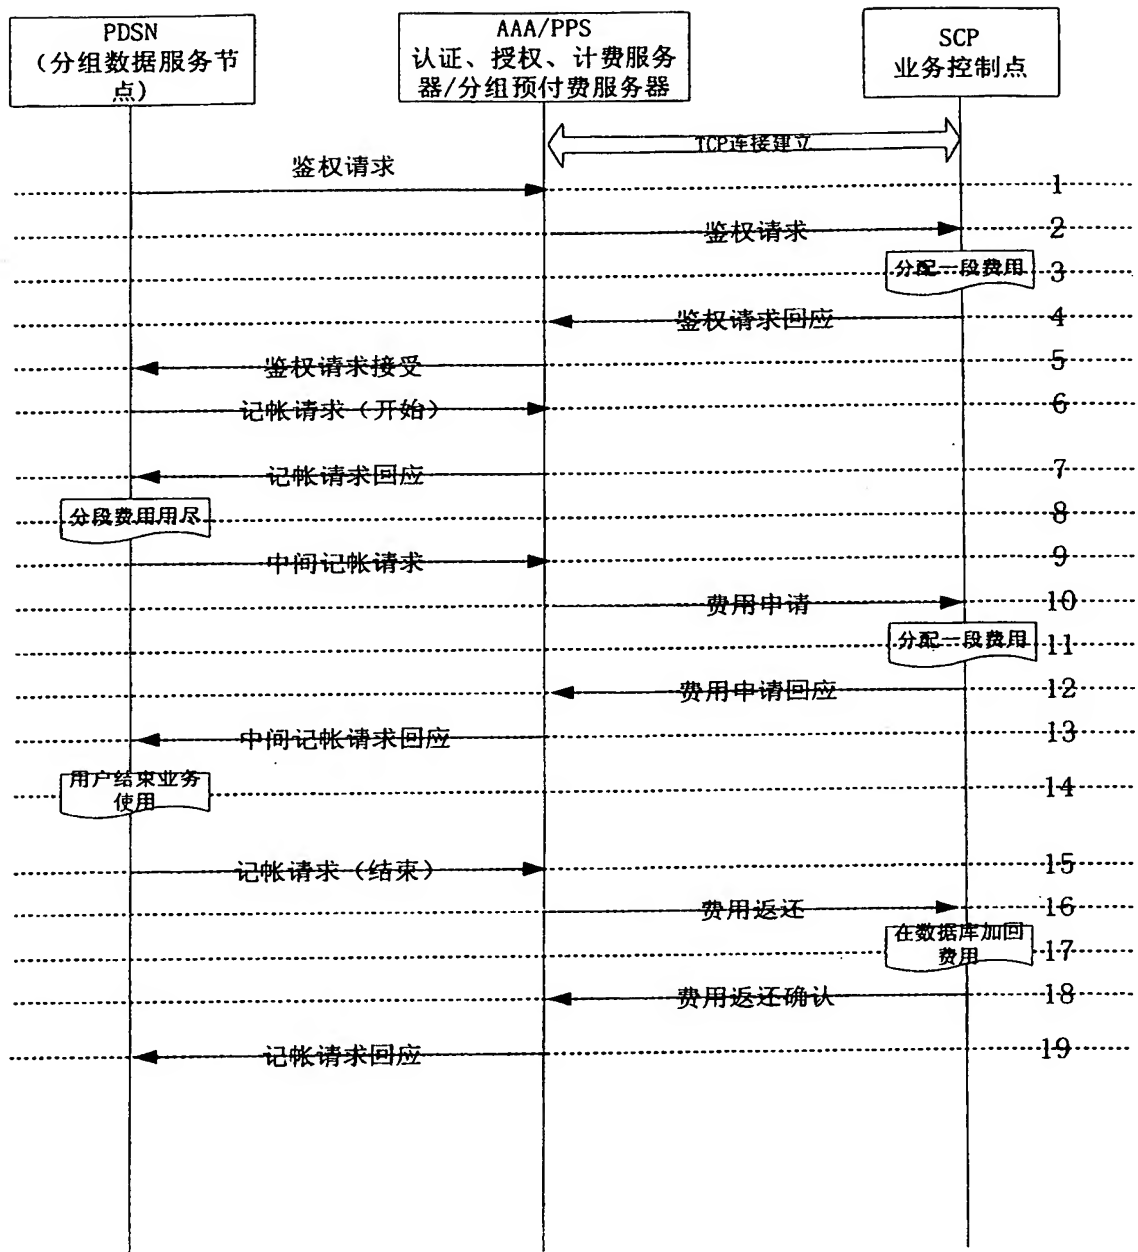 PDSN
（分组数据服务节
点）
AAA/PPS
认证、授权、计费服务
器/分组预付费服务器
SCP
业务控制点
TCP连接建立
鉴权请求
1
鉴权请求
2
分配一段费用
3
鉴权请求回应
4
鉴权请求接受
5
记帐请求（开始）
6
记帐请求回应
7
分段费用用尽
8
中间记帐请求
9
费用申请
10
分配一段费用
11
费用申请回应
12
中间记帐请求回应
13
用户结束业务
使用
14
记帐请求（结束）
15
费用返还
16
在数据库加回
费用
17
费用返还确认
18
记帐请求回应
19